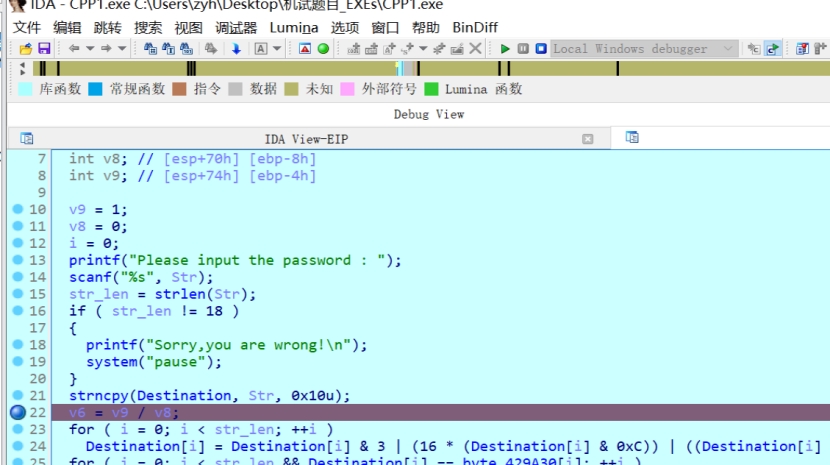 IDA - CPP1.exe C:\Users\zyh\Desktop\机试题目_EXEs\CPP1.exe
文件 编辑 跳转 搜索 视图 调试器 Lumina 选项 窗口 帮助 BinDiff
Local Windows debugger
库函数 常规函数 指令 数据 未知 外部符号 Lumina 函数
Debug View
IDA View-EIP
7 int v8; // [esp+70h] [ebp-8h]
8 int v9; // [esp+74h] [ebp-4h]
9
10 v9 = 1;
11 v8 = 0;
12 i = 0;
13 printf("Please input the password : ");
14 scanf("%s", Str);
15 str_len = strlen(Str);
16 if ( str_len != 18 )
17 {
18 printf("Sorry,you are wrong!\n");
19 system("pause");
20 }
21 strncpy(Destination, Str, 0x10u);
22 v6 = v9 / v8;
23 for ( i = 0; i < str_len; ++i )
24 Destination[i] = Destination[i] & 3 | (16 * (Destination[i] & 0xC)) | ((Destination[i]
25 for ( i = 0; i < str_len && Destination[i] == byte_429A30[i]; ++i )